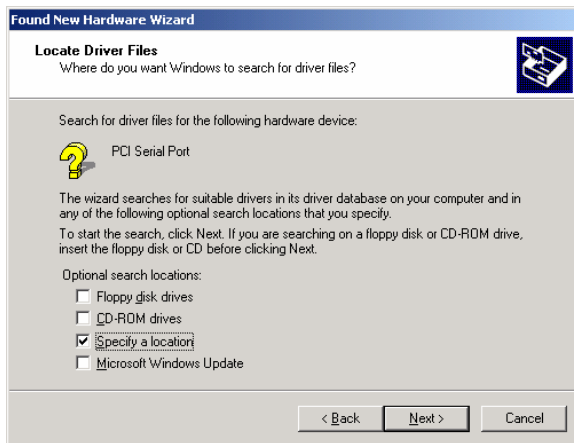 Found New Hardware Wizard
Locate Driver Files
Where do you want Windows to search for driver files?
Search for driver files for the following hardware device:
PCI Serial Port
The wizard searches for suitable drivers in its driver database on your computer and in
any of the following optional search locations that you specify.
To start the search, click Next. If you are searching on a floppy disk or CD-ROM drive,
insert the floppy disk or CD before clicking Next.
Optional search locations:
Floppy disk drives
CD-ROM drives
Specify a location
Microsoft Windows Update
< Back Next > Cancel